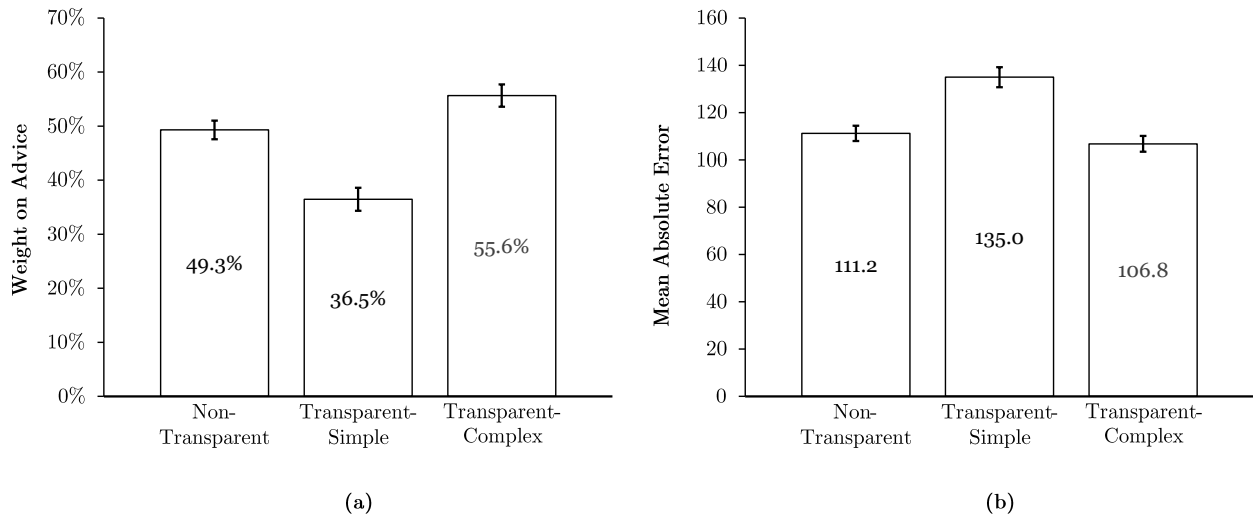 70%
60%
50%
40%
30%
20%
10%
0%
Weight on Advice
49.3%
36.5%
55.6%
Non-
Transparent
Transparent-
Simple
Transparent-
Complex
(a)
160
140
120
100
80
60
40
20
0
Mean Absolute Error
111.2
135.0
106.8
Non-
Transparent
Transparent-
Simple
Transparent-
Complex
(b)